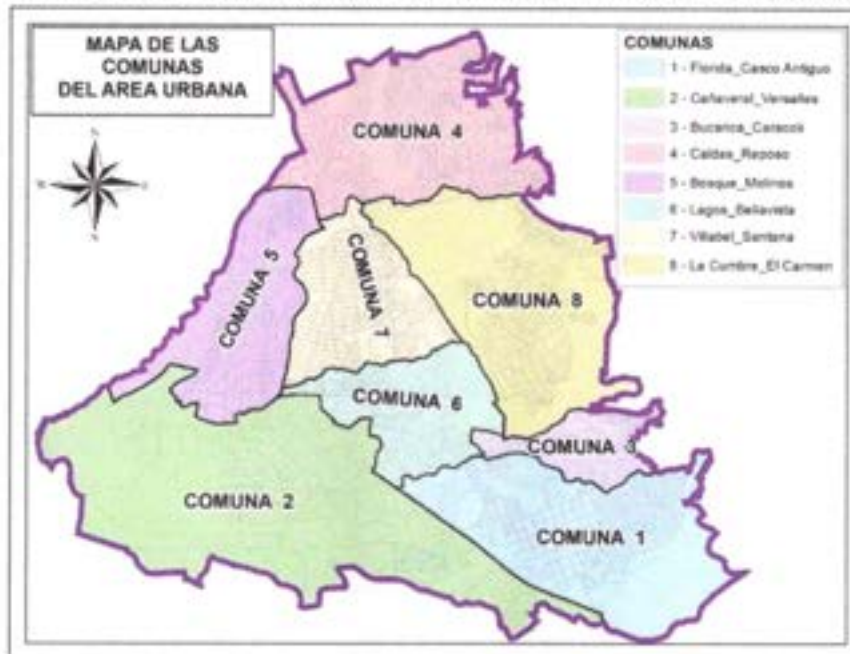 MAPA DE LAS
COMUNAS
DEL AREA URBANA
COMUNAS
1 - Florida_Casco Antiguo
2 - Cañaveral_Versalles
3 - Bucarica_Caracoli
4 - Caldas_Reposo
5 - Bosque_Molinos
6 - Lagos_Bellavista
7 - Villabel_Santana
8 - La Cumbre_El Carmen
COMUNA 4
COMUNA 5
COMUNA 7
COMUNA 8
COMUNA 6
COMUNA 3
COMUNA 2
COMUNA 1